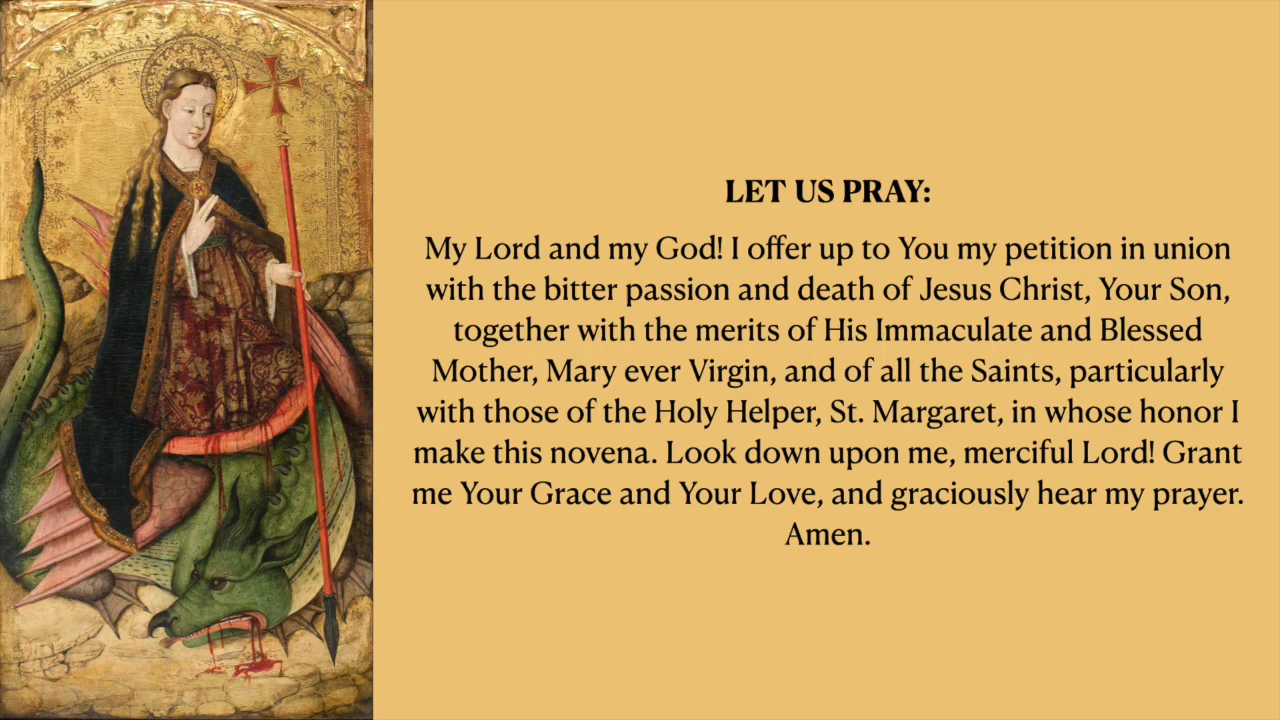 LET US PRAY:
My Lord and my God! I offer up to You my petition in union
with the bitter passion and death of Jesus Christ, Your Son,
together with the merits of His Immaculate and Blessed
Mother, Mary ever Virgin, and of all the Saints, particularly
with those of the Holy Helper, St. Margaret, in whose honor I
make this novena. Look down upon me, merciful Lord! Grant
me Your Grace and Your Love, and graciously hear my prayer.
Amen.